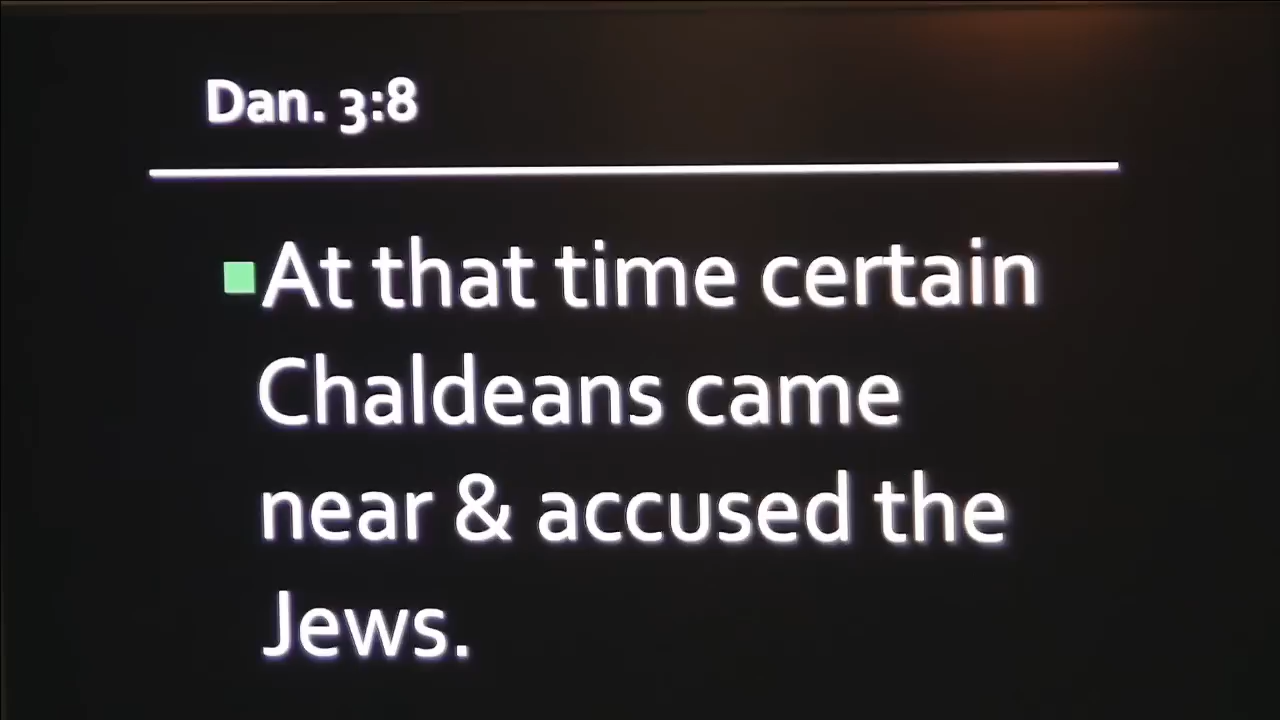 Dan. 3:8
At that time certain
Chaldeans came
near & accused the
Jews.